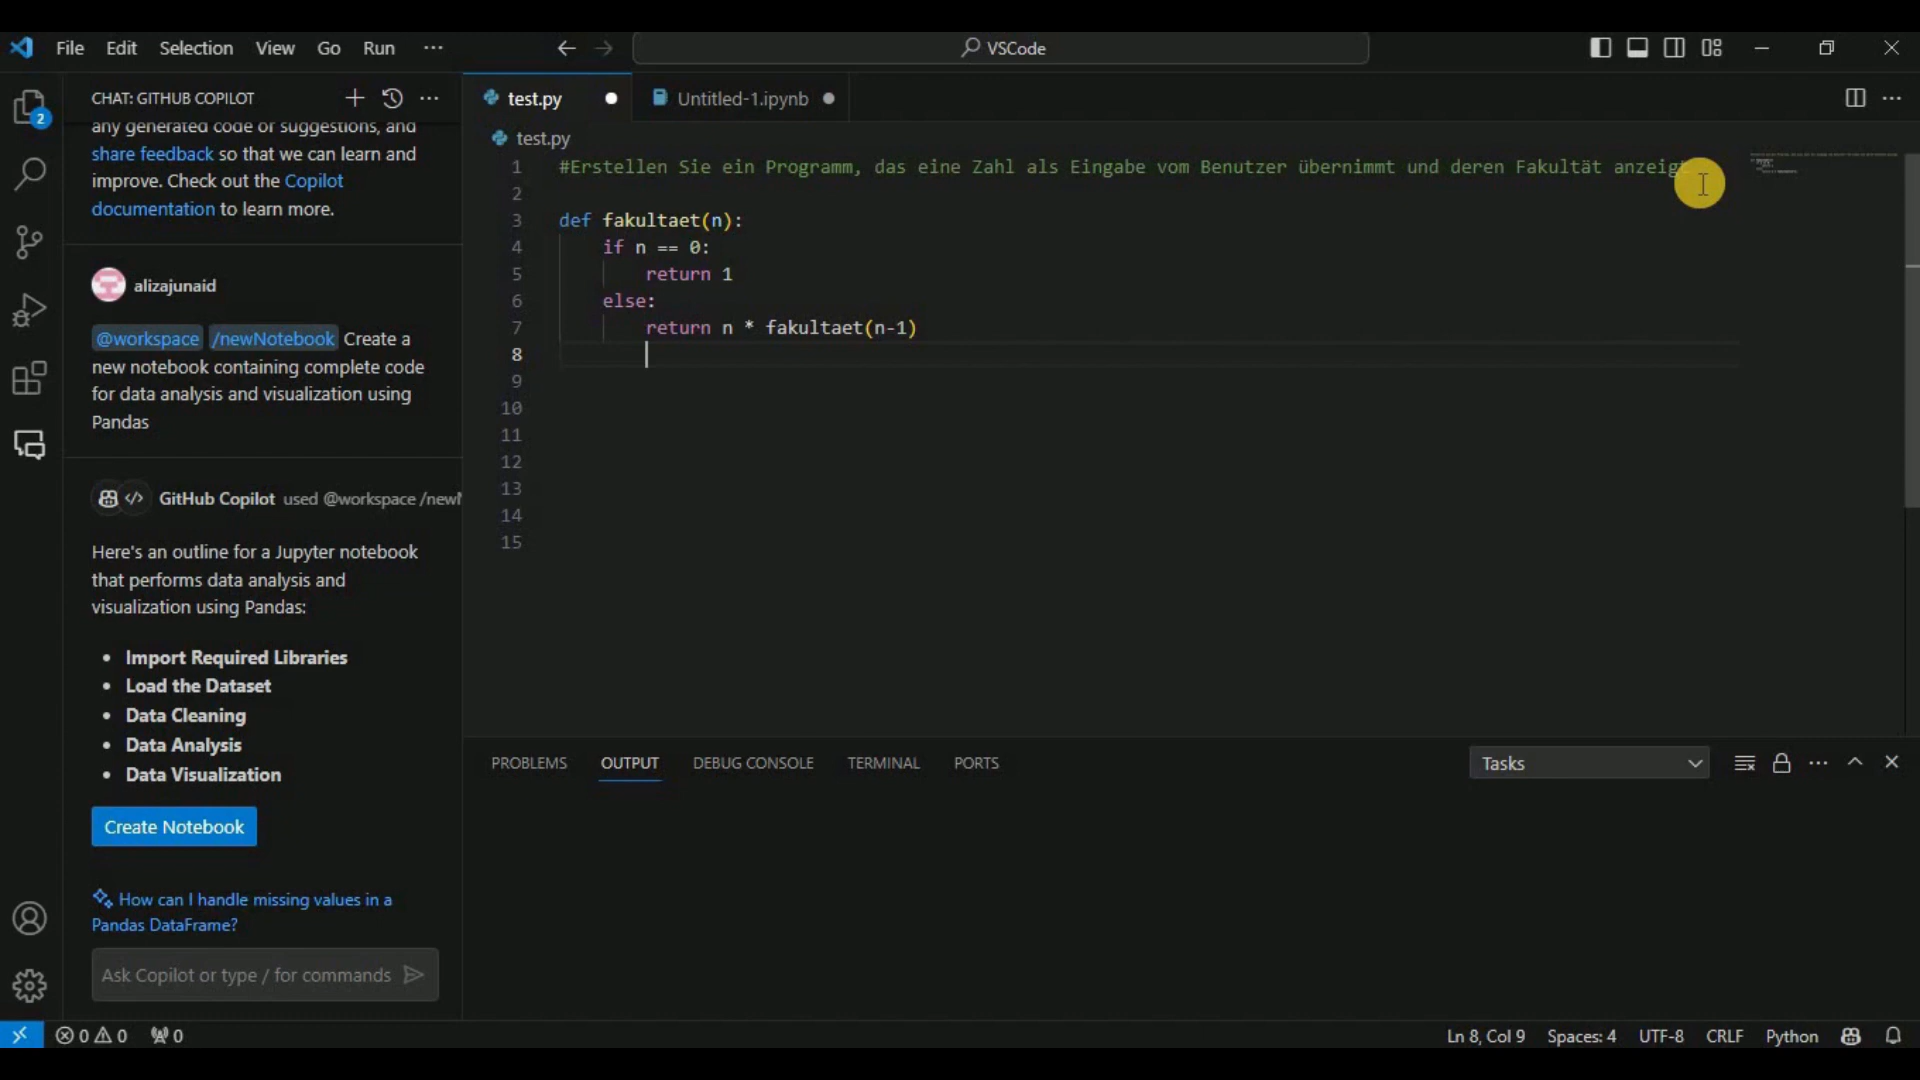 File Edit Selection View Go Run ···
VSCode
CHAT: GITHUB COPILOT
any generated code or suggestions, and
share feedback so that we can learn and
improve. Check out the Copilot
documentation to learn more.
alizajunaid
@workspace /newNotebook Create a
new notebook containing complete code
for data analysis and visualization using
Pandas
GitHub Copilot used @workspace
Here's an outline for a Jupyter notebook
that performs data analysis and
visualization using Pandas:
• Import Required Libraries
• Load the Dataset
• Data Cleaning
• Data Analysis
• Data Visualization
Create Notebook
How can I handle missing values in a
Pandas DataFrame?
Ask Copilot or type / for commands
2
test.py Untitled-1.ipynb
test.py
1 #Erstellen Sie ein Programm, das eine Zahl als Eingabe vom Benutzer übernimmt und deren Fakultät anzeigt
2
3 def fakultaet(n):
4 if n == 0:
5 return 1
6 else:
7 return n * fakultaet(n-1)
8
9
10
11
12
13
14
15
PROBLEMS OUTPUT DEBUG CONSOLE TERMINAL PORTS
Tasks
0 0 0
Ln 8, Col 9 Spaces: 4 UTF-8 CRLF Python